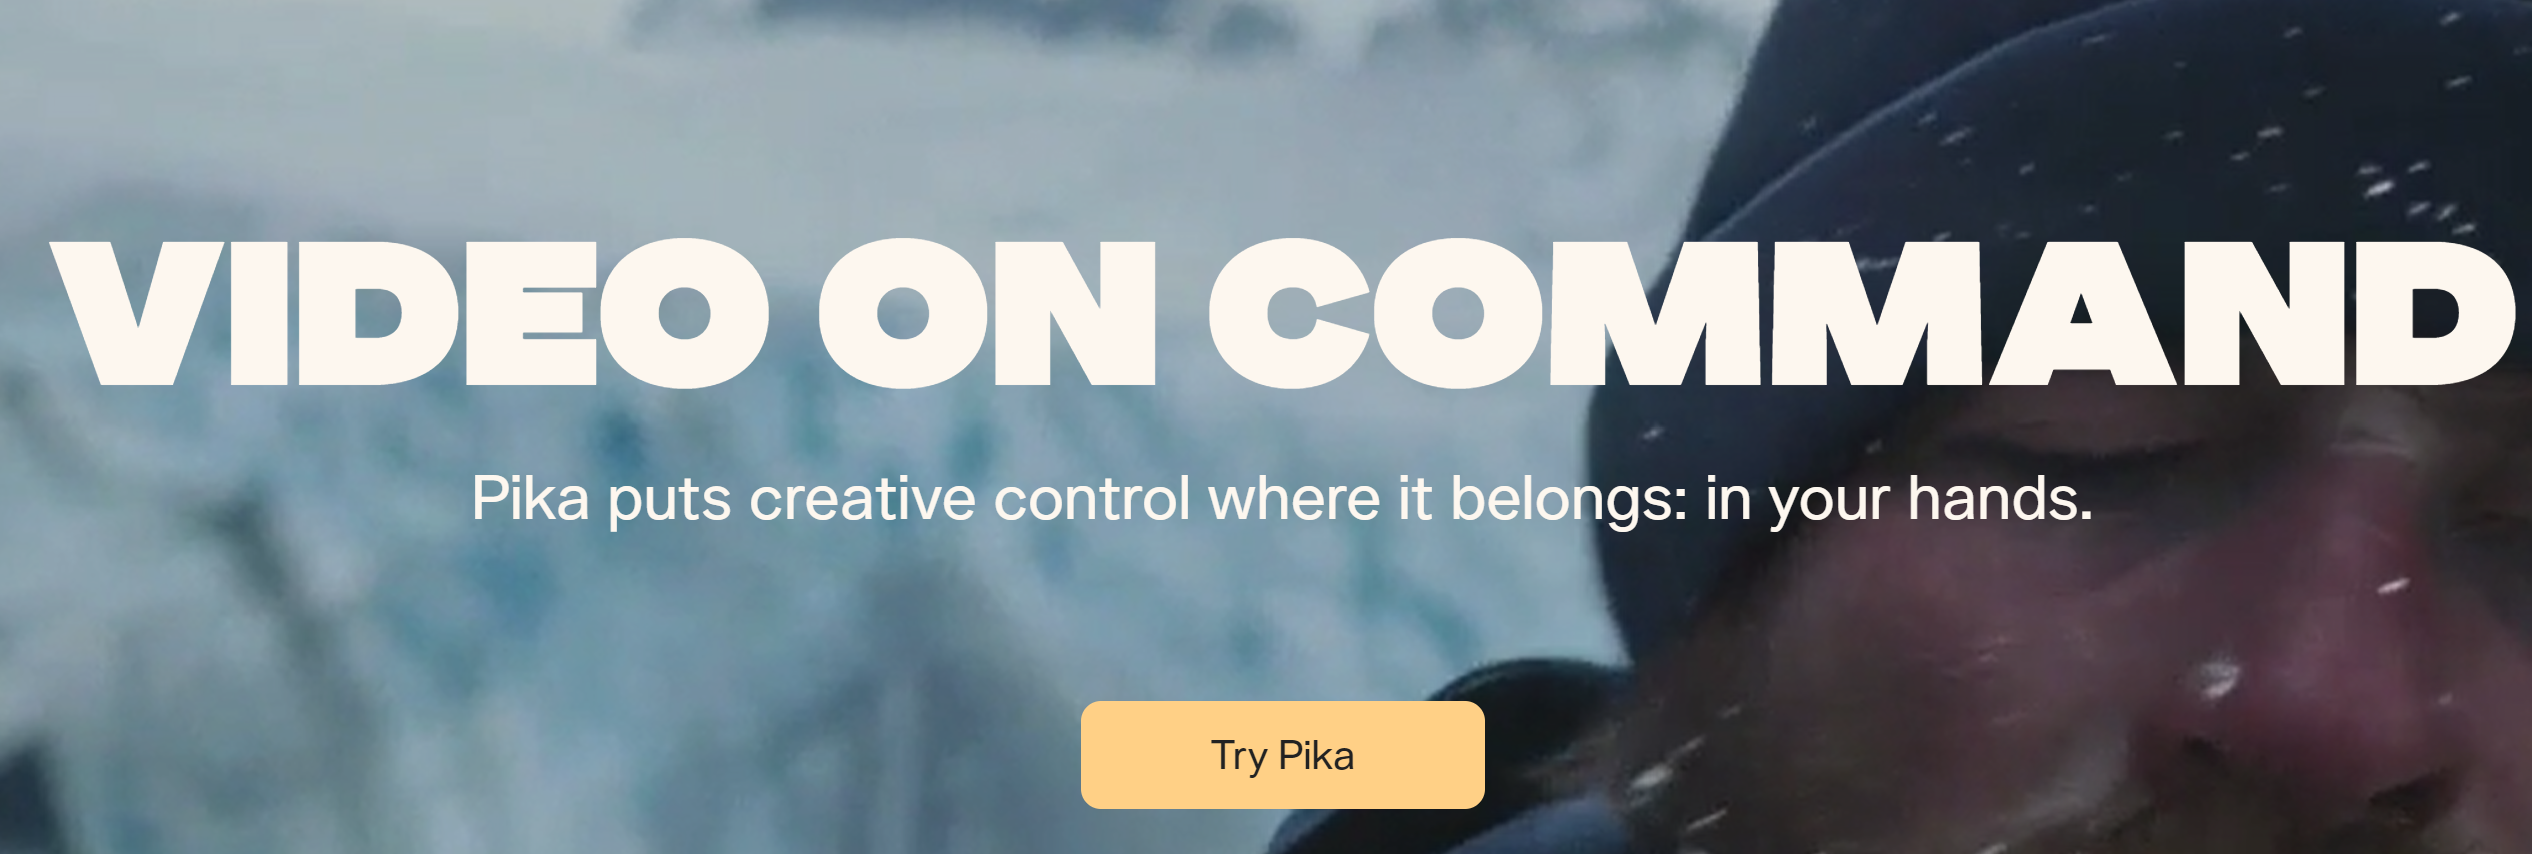 VIDEO ON COMMAND
Pika puts creative control where it belongs: in your hands.
Try Pika